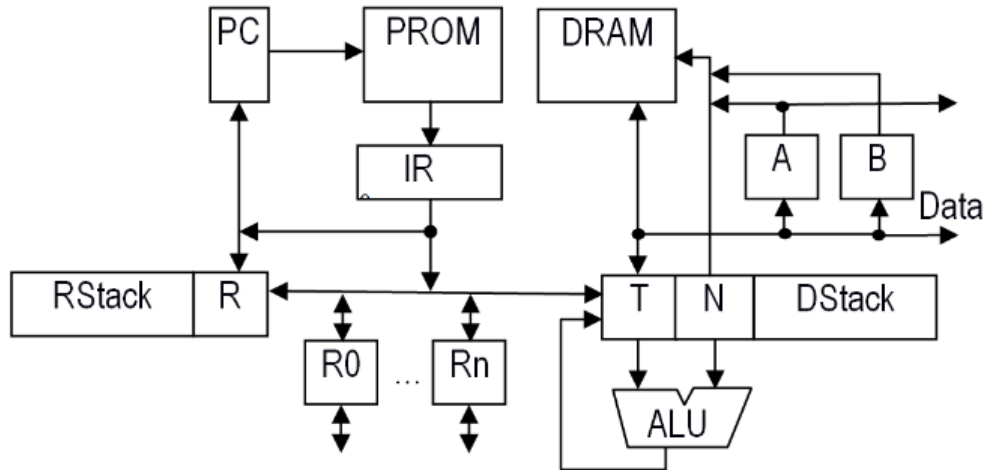 PC
PROM
DRAM
IR
A
B
Data
RStack
R
T
N
DStack
R0
...
Rn
ALU